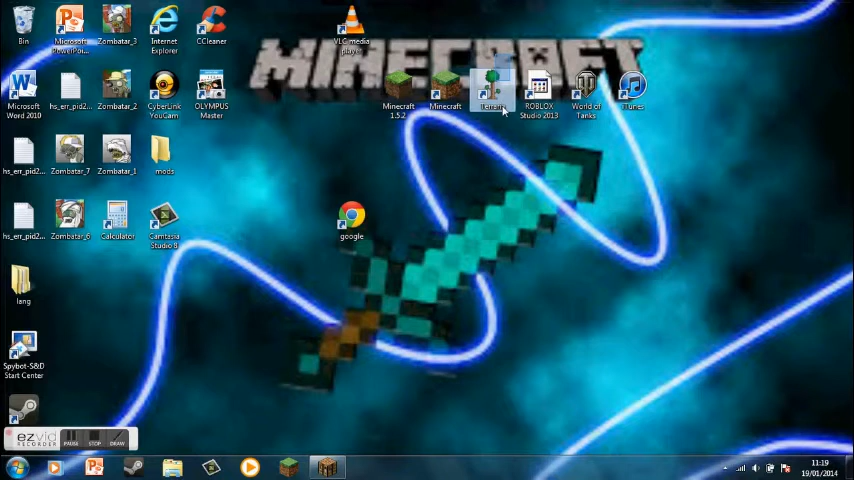 MINECRAFT
Bin
Microsoft PowerPoi...
Zombatar_3
Internet Explorer
CCleaner
VLC media player
Microsoft Word 2010
hs_err_pid2...
Zombatar_2
CyberLink YouCam
OLYMPUS Master
Minecraft 1.5.2
Minecraft
Terraria
ROBLOX Studio 2013
World of Tanks
iTunes
hs_err_pid2...
Zombatar_7
Zombatar_1
mods
hs_err_pid2...
Zombatar_6
Calculator
Camtasia Studio 8
google
lang
Spybot-S&D Start Center
ezvid
RECORDER
PAUSE
STOP
DRAW
11:19
19/01/2014